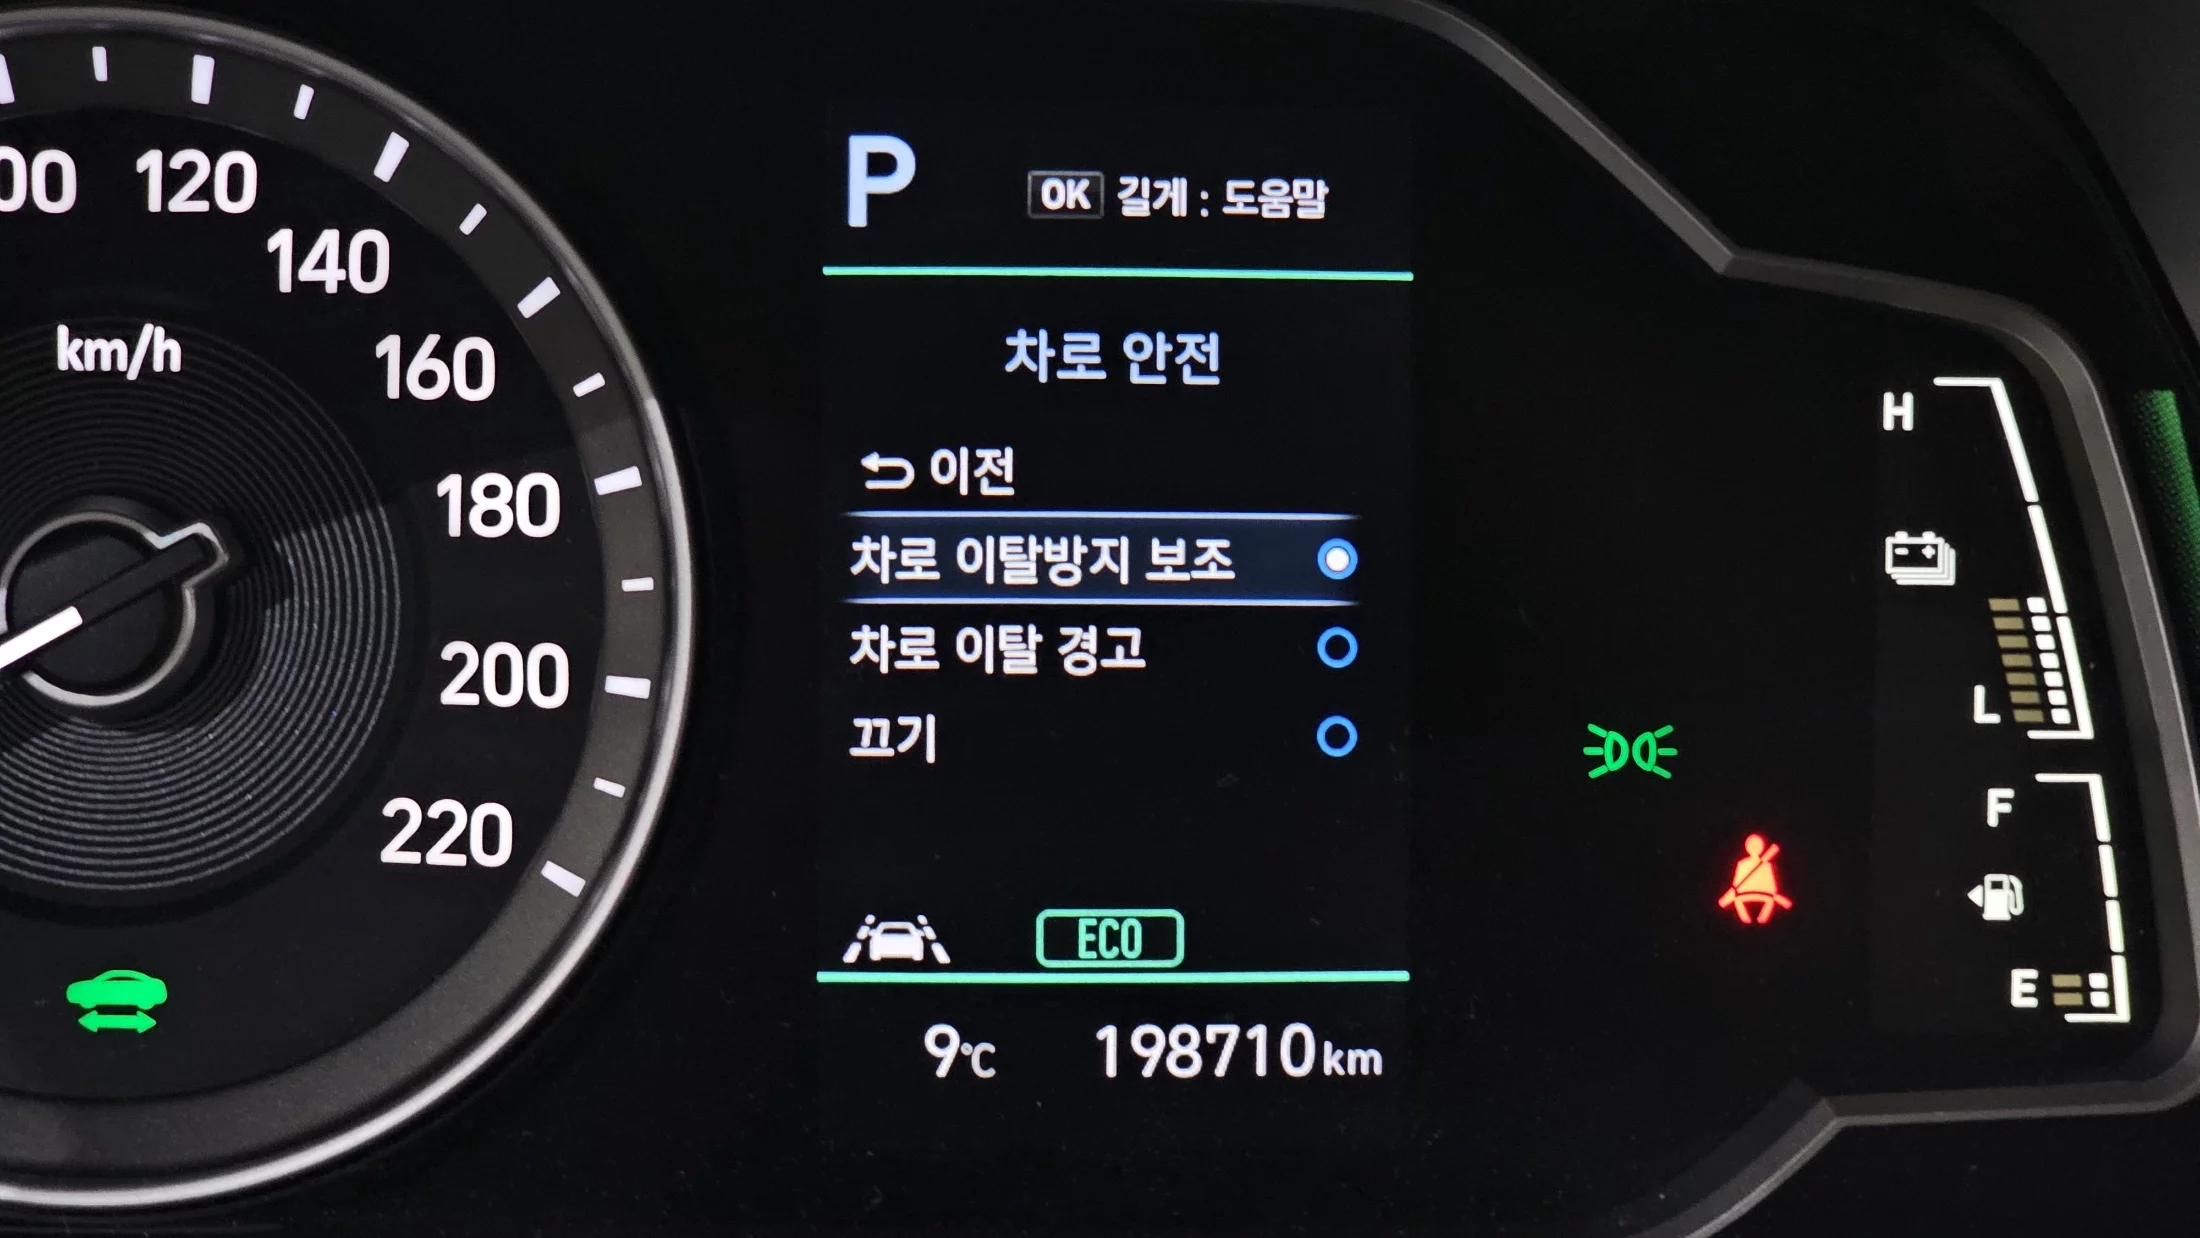 120
140
160
180
200
220
km/h
P
OK 길게 : 도움말
차로 안전
이전
차로 이탈방지 보조
차로 이탈 경고
끄기
ECO
9℃ 198710km
H
L
F
E